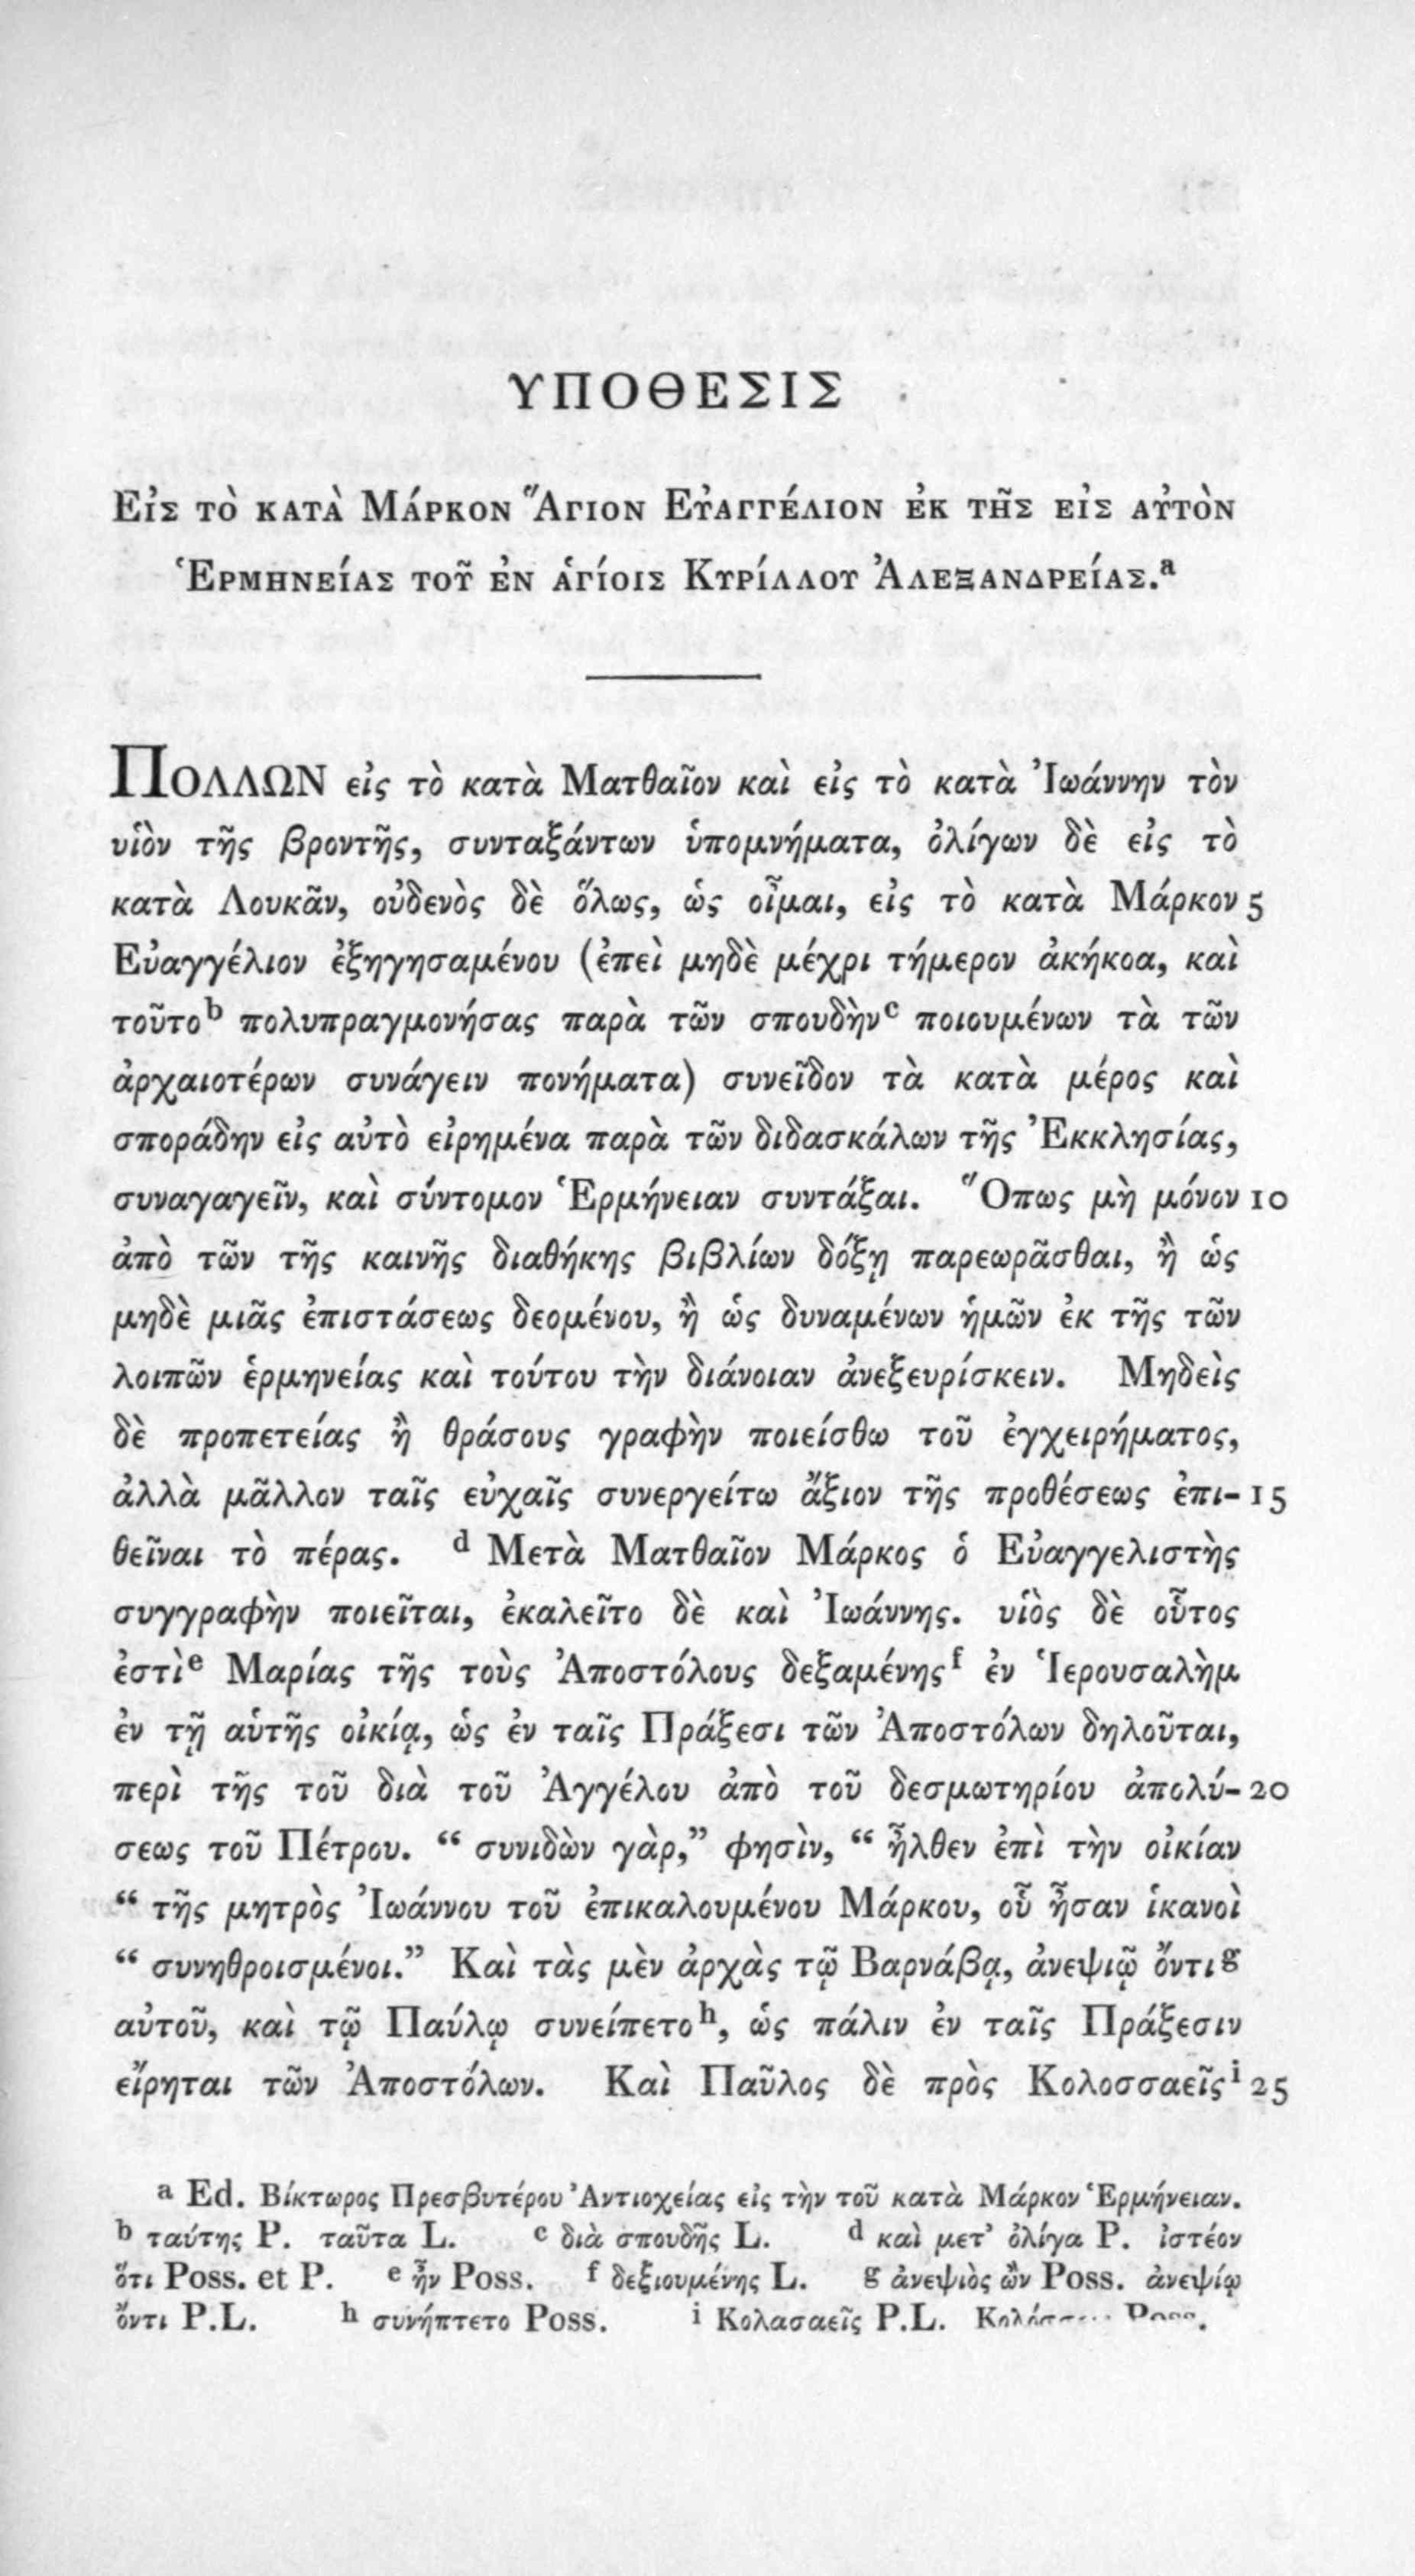 ΥΠΟΘΕΣΙΣ
Εἰς τὸ κατὰ Μάρκον Ἅγιον Εὐαγγέλιον ἐκ τῆς εἰς αὐτὸν
Ἑρμηνείας τοῦ ἐν ἁγίοις Κυρίλλου Ἀλεξανδρείας.a
ΠΟΛΛΩΝ εἰς τὸ κατὰ Ματθαῖον καὶ εἰς τὸ κατὰ Ἰωάννην τὸν
υἱὸν τῆς βροντῆς, συνταξάντων ὑπομνήματα, ὀλίγων δὲ εἰς τὸ
κατὰ Λουκᾶν, οὐδενὸς δὲ ὅλως, ὡς οἶμαι, εἰς τὸ κατὰ Μάρκον 5
Εὐαγγέλιον ἐξηγησαμένου (ἐπεὶ μηδὲ μέχρι τήμερον ἀκήκοα, καὶ
τοῦτο b πολυπραγμονήσας παρὰ τῶν σπουδὴν c ποιουμένων τὰ τῶν
ἀρχαιοτέρων συνάγειν πονήματα) συνεῖδον τὰ κατὰ μέρος καὶ
σποράδην εἰς αὐτὸ εἰρημένα παρὰ τῶν διδασκάλων τῆς Ἐκκλησίας,
συναγαγεῖν, καὶ σύντομον Ἑρμήνειαν συντάξαι. Ὅπως μὴ μόνον 10
ἀπὸ τῶν τῆς καινῆς διαθήκης βιβλίων δόξῃ παρεωρᾶσθαι, ἢ ὡς
μηδὲ μιᾶς ἐπιστάσεως δεομένου, ἢ ὡς δυναμένων ἡμῶν ἐκ τῆς τῶν
λοιπῶν ἑρμηνείας καὶ τούτου τὴν διάνοιαν ἀνεξευρίσκειν. Μηδεὶς
δὲ προπετείας ἢ θράσους γραφὴν ποιείσθω τοῦ ἐγχειρήματος,
ἀλλὰ μᾶλλον ταῖς εὐχαῖς συνεργείτω ἄξιον τῆς προθέσεως ἐπι- 15
θεῖναι τὸ πέρας. d Μετὰ Ματθαῖον Μάρκος ὁ Εὐαγγελιστὴς
συγγραφὴν ποιεῖται, ἐκαλεῖτο δὲ καὶ Ἰωάννης. υἱὸς δὲ οὗτος
ἐστὶ e Μαρίας τῆς τοὺς Ἀποστόλους δεξαμένης f ἐν Ἱερουσαλὴμ
ἐν τῇ αὑτῆς οἰκίᾳ, ὡς ἐν ταῖς Πράξεσι τῶν Ἀποστόλων δηλοῦται,
περὶ τῆς τοῦ διὰ τοῦ Ἀγγέλου ἀπὸ τοῦ δεσμωτηρίου ἀπολύ- 20
σεως τοῦ Πέτρου. “ συνιδὼν γὰρ,” φησὶν, “ ἦλθεν ἐπὶ τὴν οἰκίαν
“ τῆς μητρὸς Ἰωάννου τοῦ ἐπικαλουμένου Μάρκου, οὗ ἦσαν ἱκανοὶ
“ συνηθροισμένοι.” Καὶ τὰς μὲν ἀρχὰς τῷ Βαρνάβᾳ, ἀνεψιῷ ὄντι g
αὐτοῦ, καὶ τῷ Παύλῳ συνείπετο h, ὡς πάλιν ἐν ταῖς Πράξεσιν
εἴρηται τῶν Ἀποστόλων. Καὶ Παῦλος δὲ πρὸς Κολοσσαεῖς i 25
a Ed. Βίκτωρος Πρεσβυτέρου Ἀντιοχείας εἰς τὴν τοῦ κατὰ Μάρκον Ἑρμήνειαν.
b ταύτης P. ταῦτα L. c διὰ σπουδῆς L. d καὶ μετ’ ὀλίγα P. ἰστέον
ὅτι Poss. et P. e ἦν Poss. f δεξιουμένης L. g ἀνεψιὸς ὢν Poss. ἀνεψίῳ
ὄντι P.L. h συνήπτετο Poss. i Κολασαεῖς P.L.